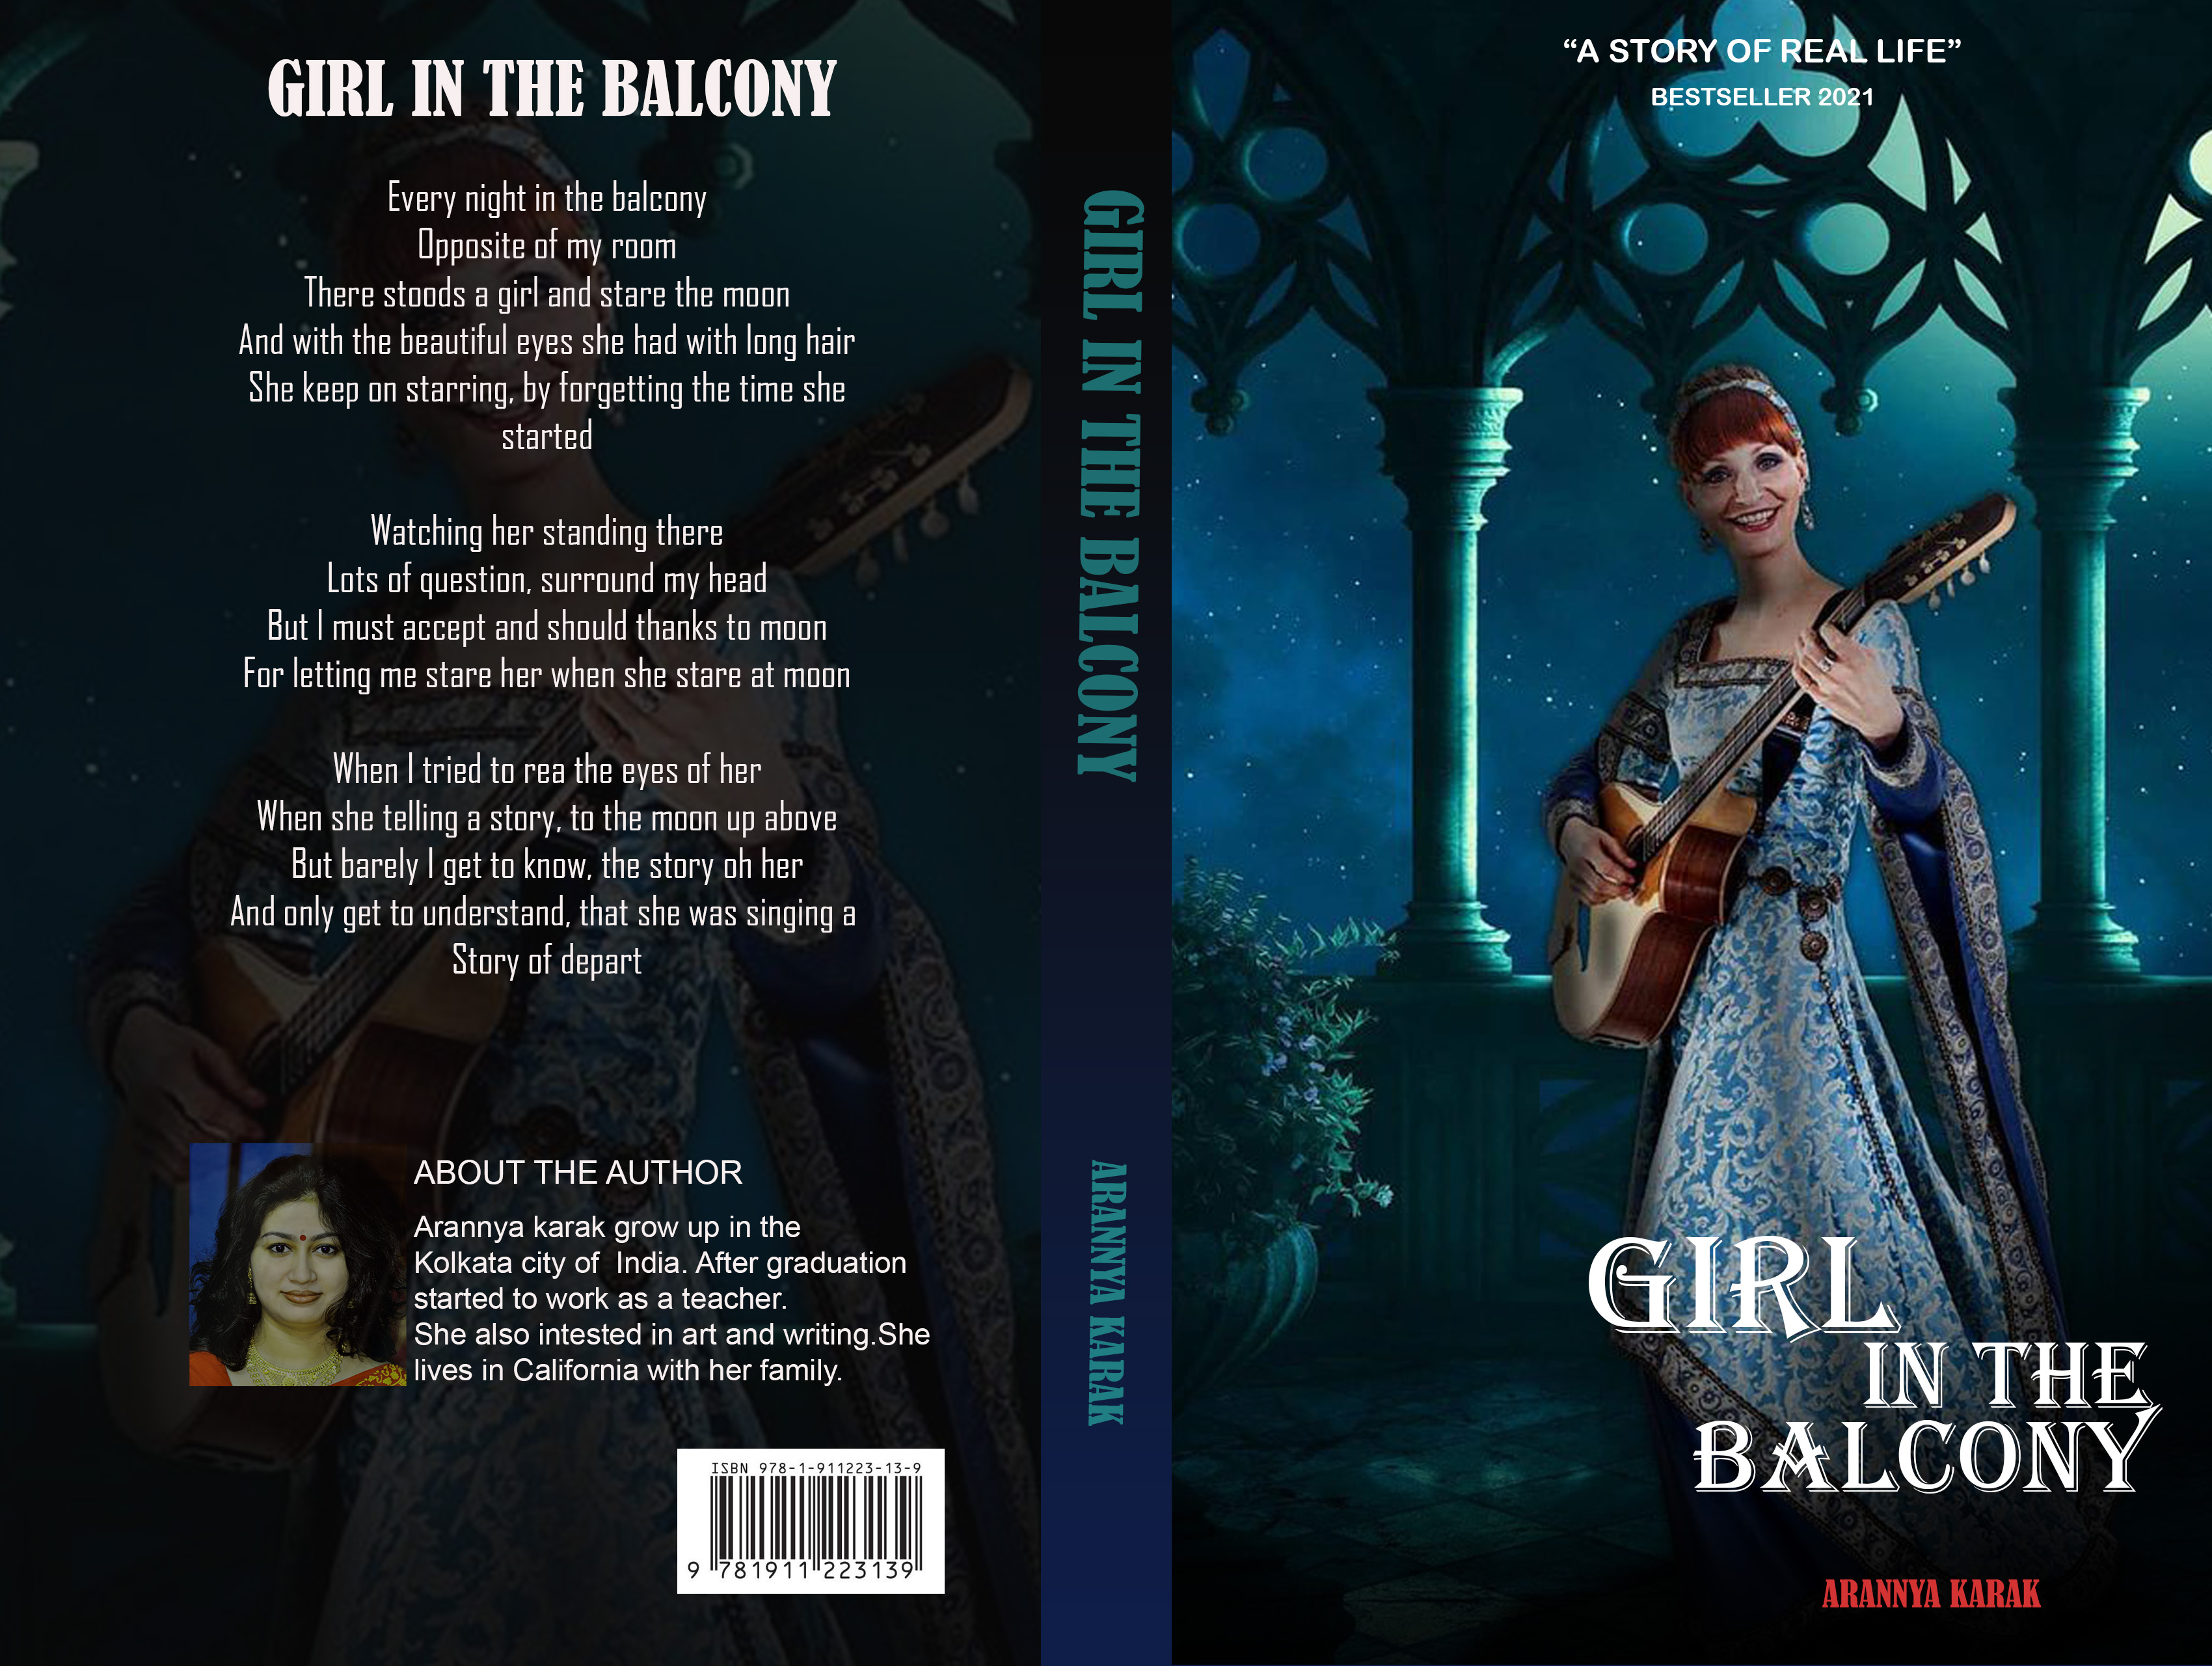 GIRL IN THE BALCONY
Every night in the balcony
Opposite of my room
There stoods a girl and stare the moon
And with the beautiful eyes she had with long hair
She keep on starring, by forgetting the time she
started
Watching her standing there
Lots of question, surround my head
But I must accept and should thanks to moon
For letting me stare her when she stare at moon
When I tried to rea the eyes of her
When she telling a story, to the moon up above
But barely I get to know, the story oh her
And only get to understand, that she was singing a
Story of depart
ABOUT THE AUTHOR
Arannya karak grow up in the
Kolkata city of  India. After graduation
started to work as a teacher.
She also intested in art and writing.She
lives in California with her family.
ISBN 978-1-911223-13-9
9 781911 223139
GIRL IN THE BALCONY
ARANNYA KARAK
“A STORY OF REAL LIFE”
BESTSELLER 2021
GIRL
IN THE
BALCONY
ARANNYA KARAK